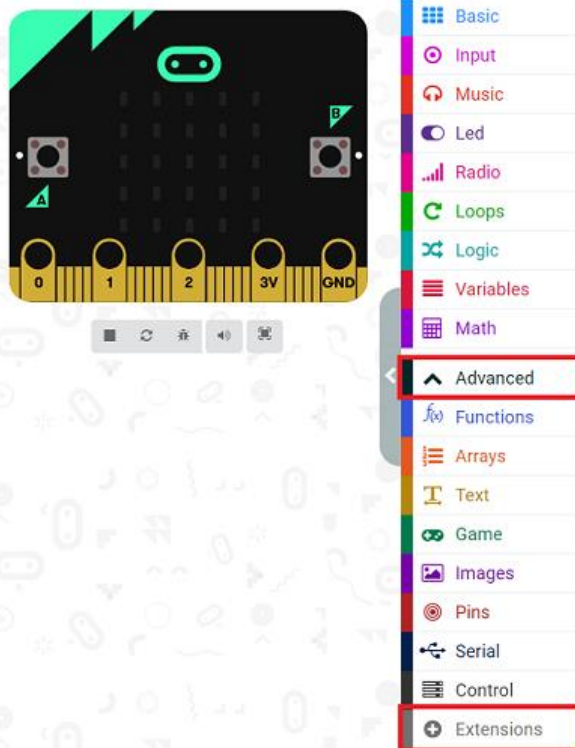 B
A
0 1 2 3V GND
Basic
Input
Music
Led
Radio
Loops
Logic
Variables
Math
Advanced
f(x) Functions
Arrays
Text
Game
Images
Pins
Serial
Control
Extensions